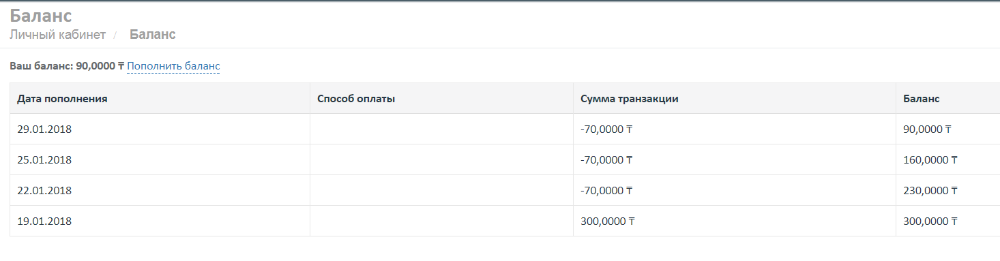 Баланс
Личный кабинет / Баланс
Ваш баланс: 90,0000 ₸ Пополнить баланс
Дата пополнения Способ оплаты Сумма транзакции Баланс
29.01.2018 -70,0000 ₸ 90,0000 ₸
25.01.2018 -70,0000 ₸ 160,0000 ₸
22.01.2018 -70,0000 ₸ 230,0000 ₸
19.01.2018 300,0000 ₸ 300,0000 ₸